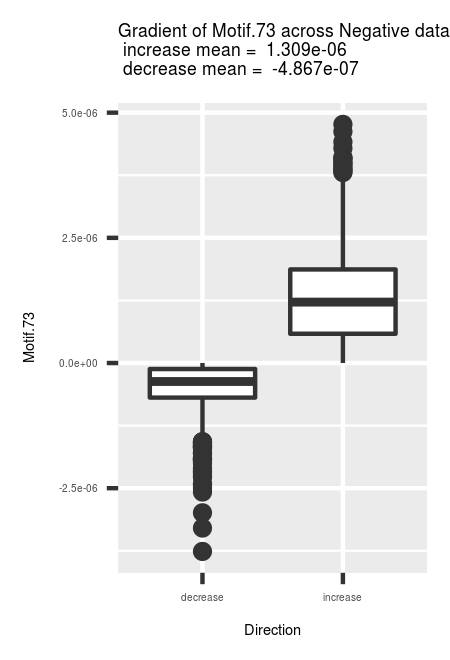 Gradient of Motif.73 across Negative data
increase mean =  1.309e-06
decrease mean =  -4.867e-07
5.0e-06
2.5e-06
0.0e+00
-2.5e-06
Motif.73
decrease
increase
Direction